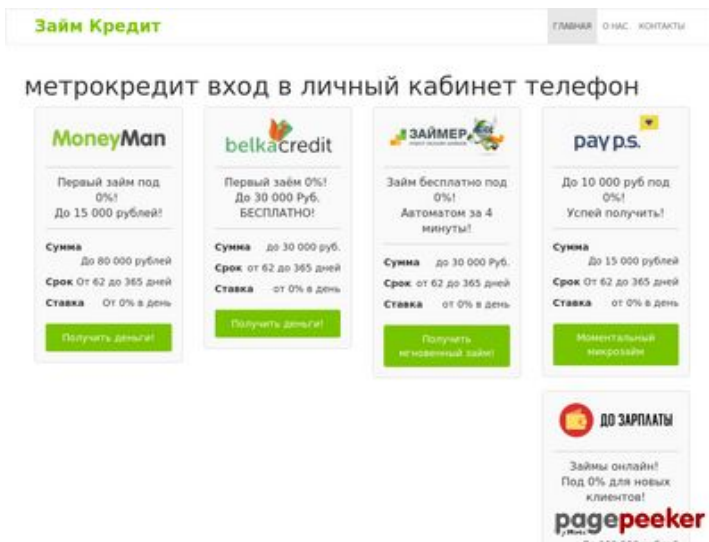 Займ Кредит
ГЛАВНАЯ О НАС КОНТАКТЫ
метрокредит вход в личный кабинет телефон
MoneyMan
Первый займ под
0%!
До 15 000 рублей!
Сумма
До 80 000 рублей
Срок От 62 до 365 дней
Ставка От 0% в день
Получить деньги!
belkacredit
Первый заём 0%!
До 30 000 Руб.
БЕСПЛАТНО!
Сумма до 30 000 руб.
Срок от 62 до 365 дней
Ставка от 0% в день
Получить деньги!
ЗАЙМЕР
Займ бесплатно под
0%!
Автоматом за 4
минуты!
Сумма до 30 000 Руб.
Срок от 62 до 365 дней
Ставка от 0% в день
Получить
мгновенный займ!
pay p.s.
До 10 000 руб под
0%!
Успей получить!
Сумма
До 15 000 рублей
Срок От 62 до 365 дней
Ставка от 0% в день
Моментальный
микрозайм
ДО ЗАРПЛАТЫ
Займы онлайн!
Под 0% для новых
клиентов!
pagepeeker